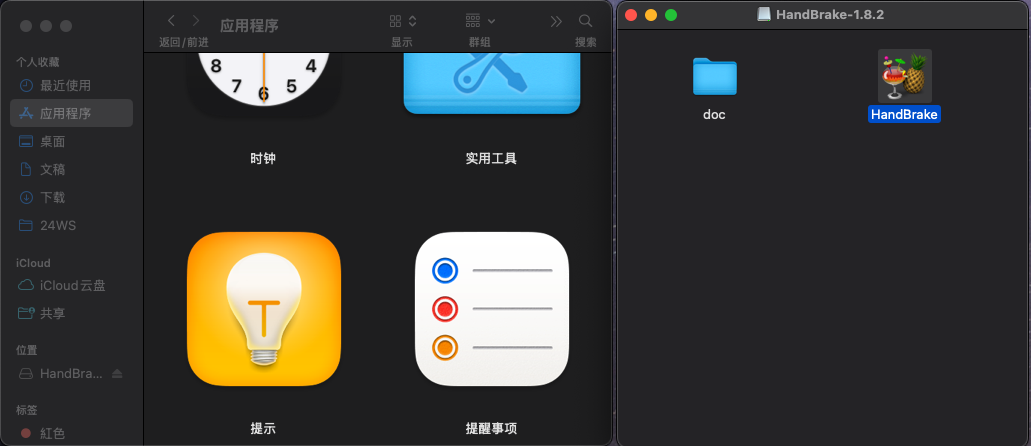 个人收藏
最近使用
应用程序
桌面
文稿
下载
24WS
iCloud
iCloud云盘
共享
位置
HandBra...
标签
紅色
应用程序
返回/前进
显示
群组
搜索
8
4
7
6
5
时钟
实用工具
提示
提醒事项
HandBrake-1.8.2
doc
HandBrake